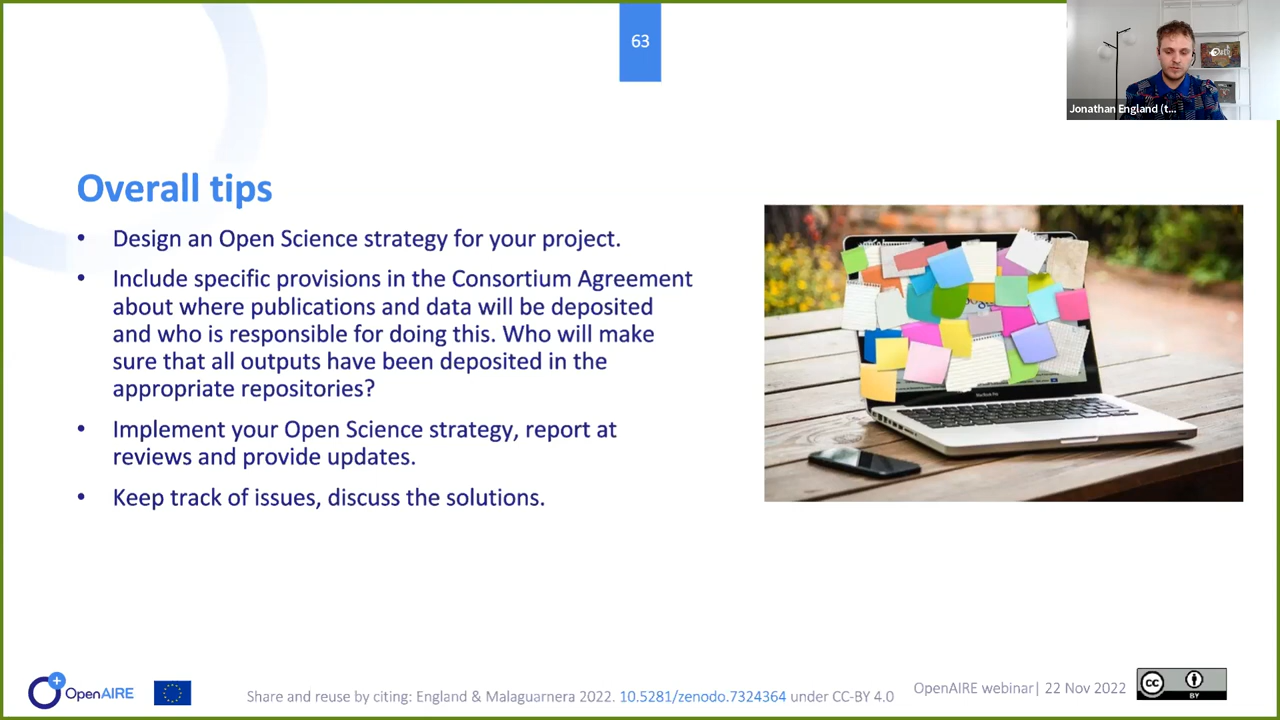 63
Jonathan England (t...
Overall tips
• Design an Open Science strategy for your project.
• Include specific provisions in the Consortium Agreement
about where publications and data will be deposited
and who is responsible for doing this. Who will make
sure that all outputs have been deposited in the
appropriate repositories?
• Implement your Open Science strategy, report at
reviews and provide updates.
• Keep track of issues, discuss the solutions.
MacBook Pro
OpenAIRE
Share and reuse by citing: England & Malaguarnera 2022. 10.5281/zenodo.7324364 under CC-BY 4.0
OpenAIRE webinar| 22 Nov 2022
CC
BY